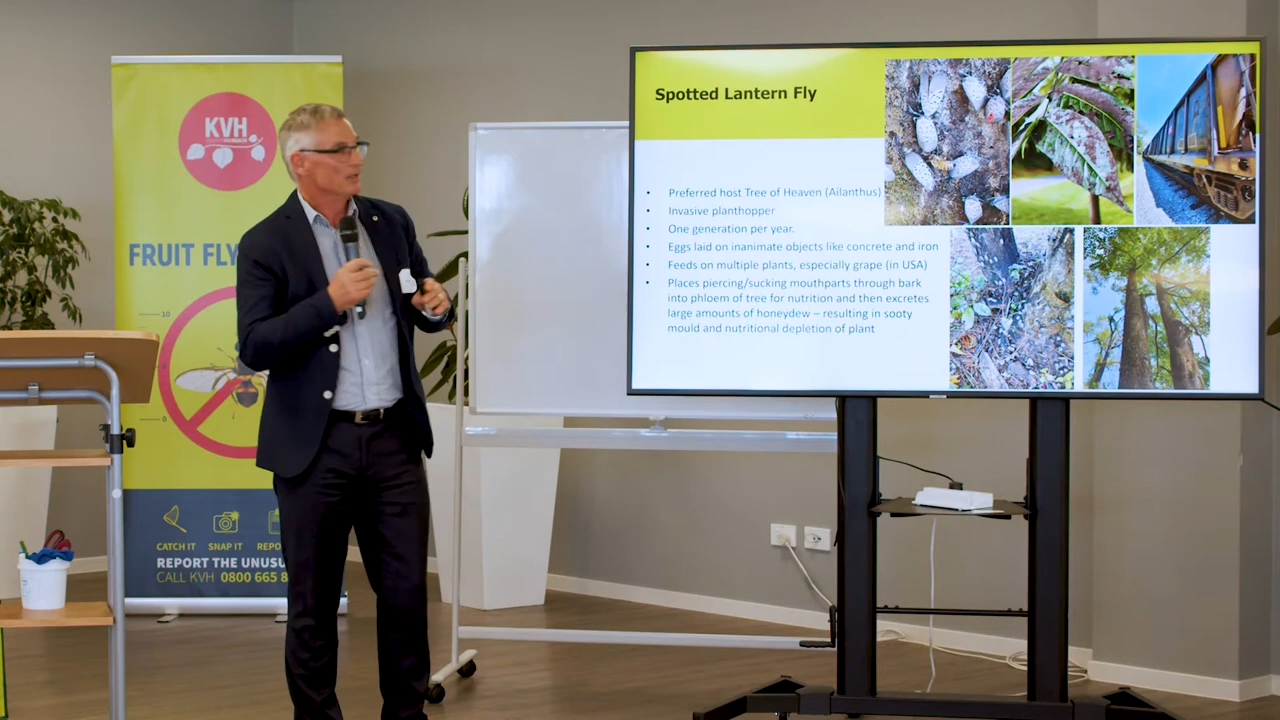 KVH
FRUIT FLY
10
0
CATCH IT SNAP IT REPO
REPORT THE UNUSU
CALL KVH 0800 665 8
Spotted Lantern Fly
• Preferred host Tree of Heaven (Ailanthus)
• Invasive planthopper
• One generation per year.
• Eggs laid on inanimate objects like concrete and iron
• Feeds on multiple plants, especially grape (in USA)
• Places piercing/sucking mouthparts through bark
into phloem of tree for nutrition and then excretes
large amounts of honeydew – resulting in sooty
mould and nutritional depletion of plant